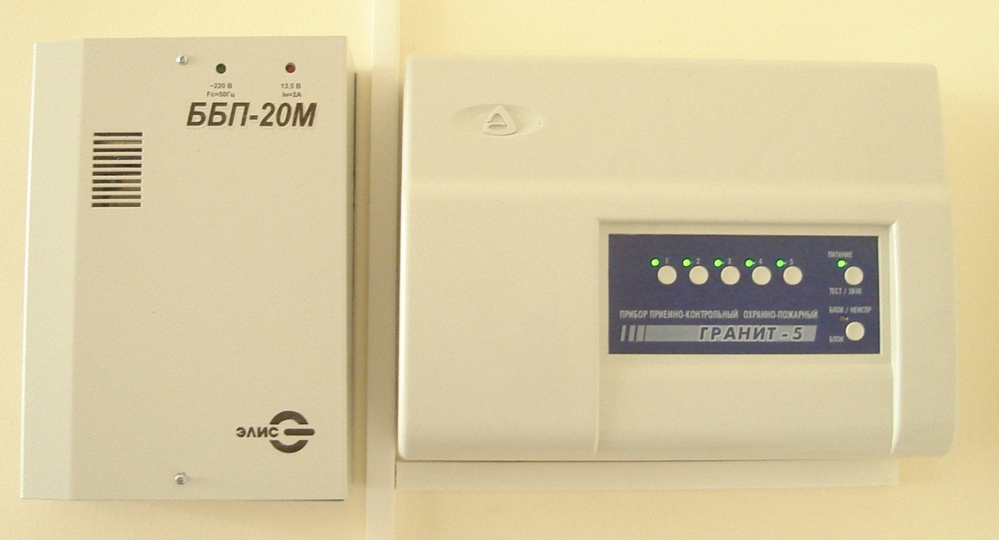 ~220 В
Fс=50Гц
13,5 В
Iн=2А
ББП-20М
ЭЛИС
1 2 3 4 5
ПИТАНИЕ
ТЕСТ / ЗВУК
ПРИБОР ПРИЕМНО-КОНТРОЛЬНЫЙ ОХРАННО-ПОЖАРНЫЙ
БЛОК / НЕИСПР
ГРАНИТ - 5
БЛОК